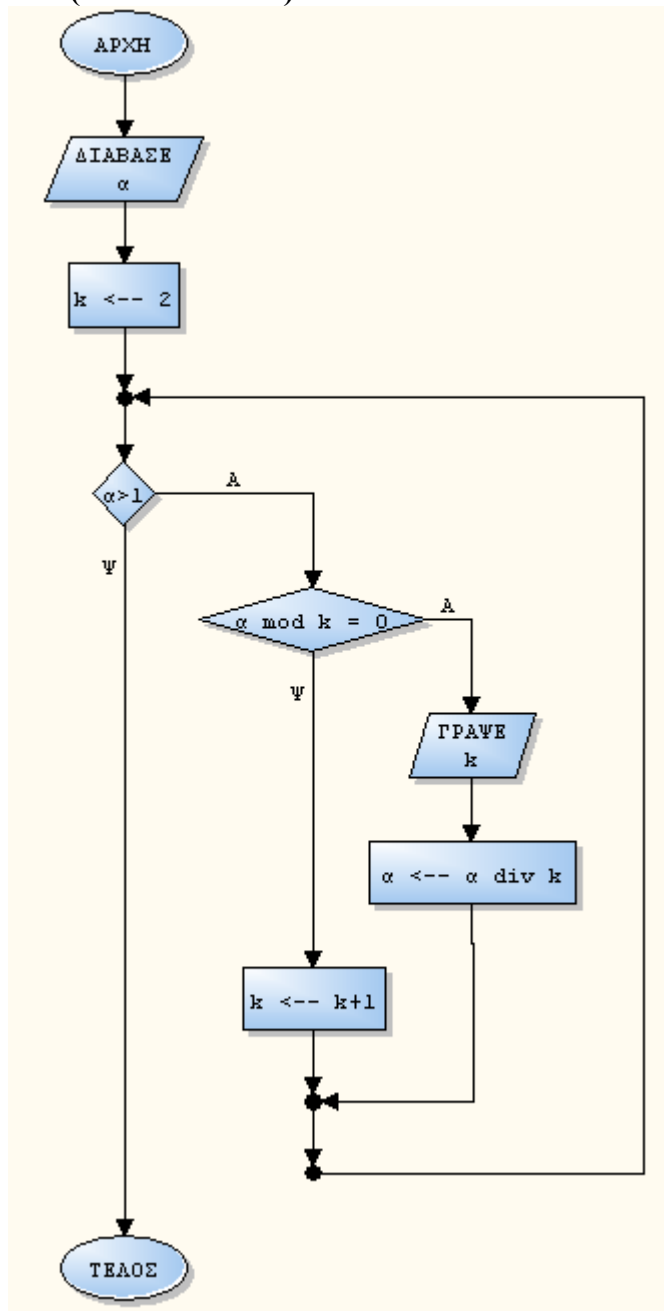 ΑΡΧΗ
ΔΙΑΒΑΣΕ
α
k <-- 2
α>1
Α
Ψ
α mod k = 0
Α
Ψ
ΓΡΑΨΕ
k
α <-- α div k
k <-- k+1
ΤΕΛΟΣ